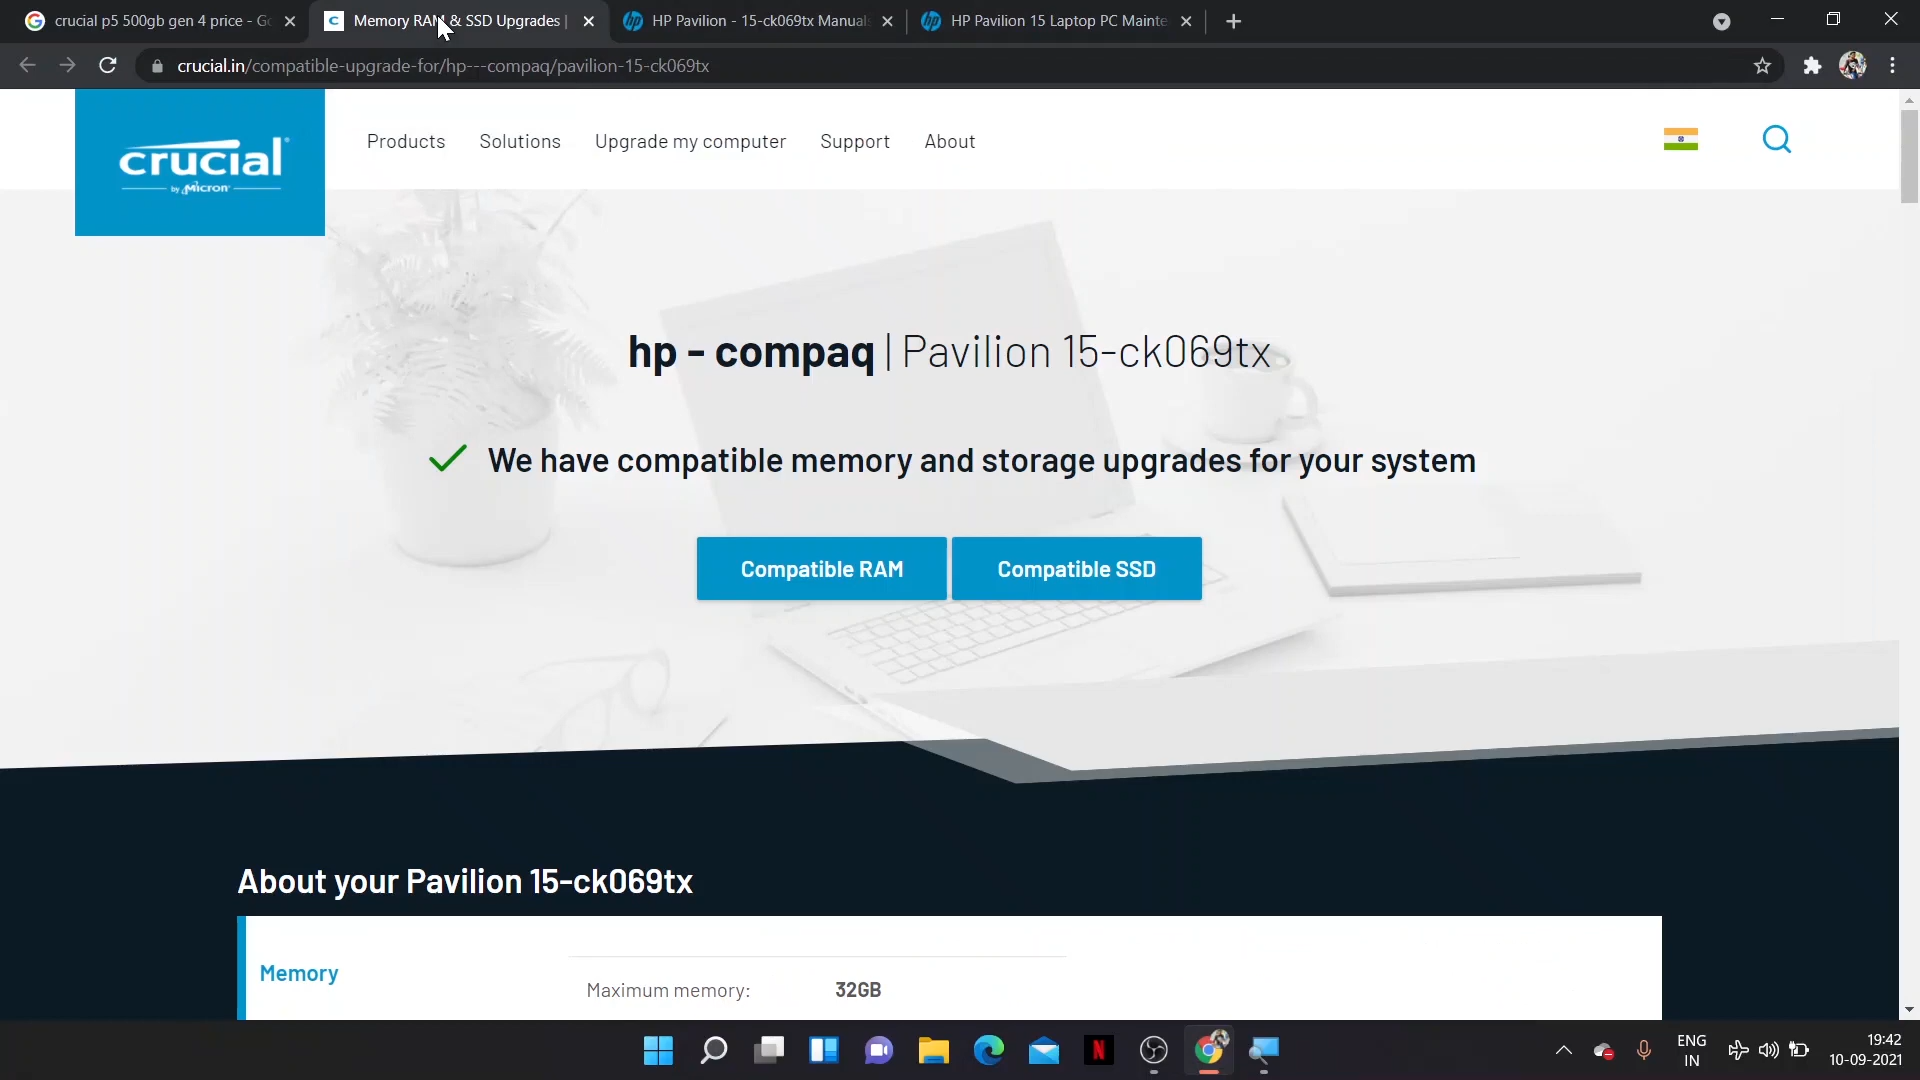 crucial p5 500gb gen 4 price - Go
Memory RAM & SSD Upgrades |
HP Pavilion - 15-ck069tx Manuals
HP Pavilion 15 Laptop PC Mainte
crucial.in/compatible-upgrade-for/hp---compaq/pavilion-15-ck069tx
crucial
by Micron
Products
Solutions
Upgrade my computer
Support
About
hp - compaq | Pavilion 15-ck069tx
We have compatible memory and storage upgrades for your system
Compatible RAM
Compatible SSD
About your Pavilion 15-ck069tx
Memory
Maximum memory: 32GB
ENG
IN
19:42
10-09-2021